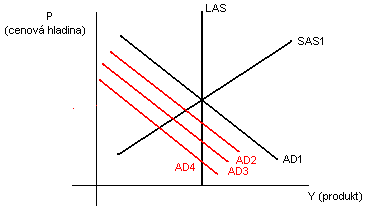 P
(cenová hladina)
LAS
SAS1
AD1
AD2
AD3
AD4
Y (produkt)